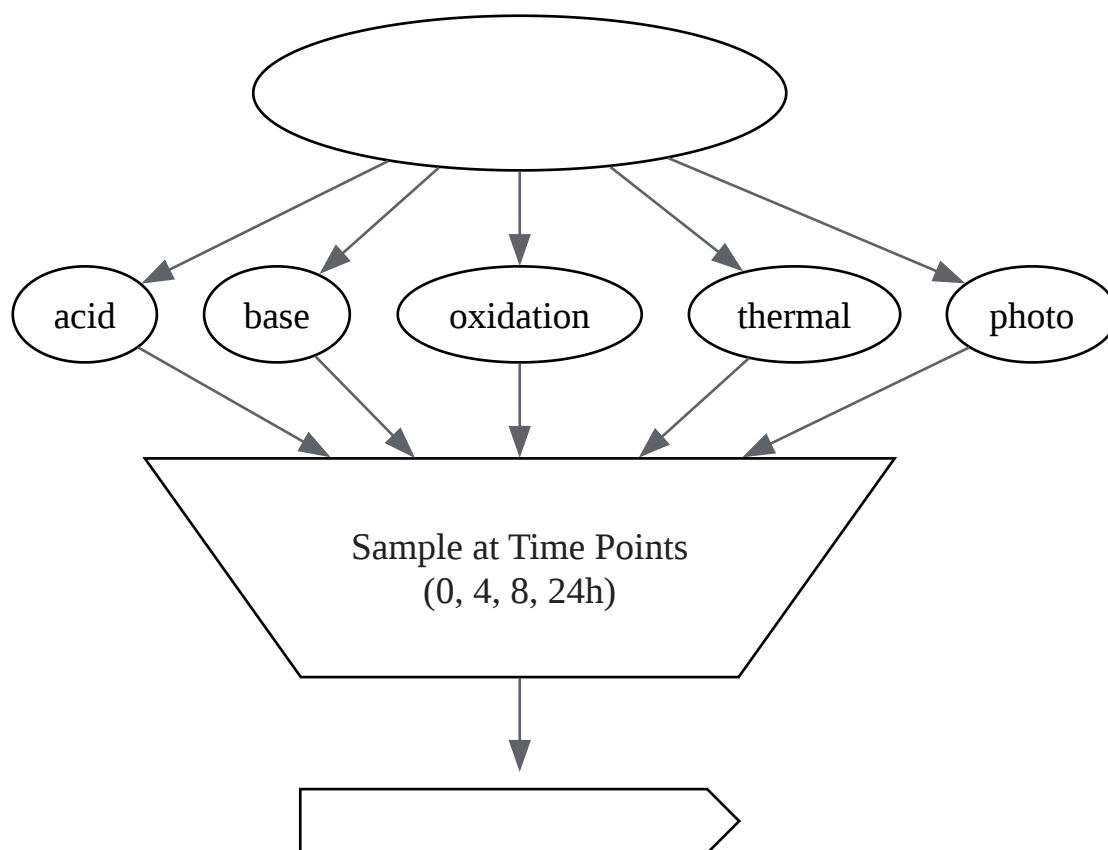 acid
base
oxidation
thermal
photo
Sample at Time Points
(0, 4, 8, 24h)